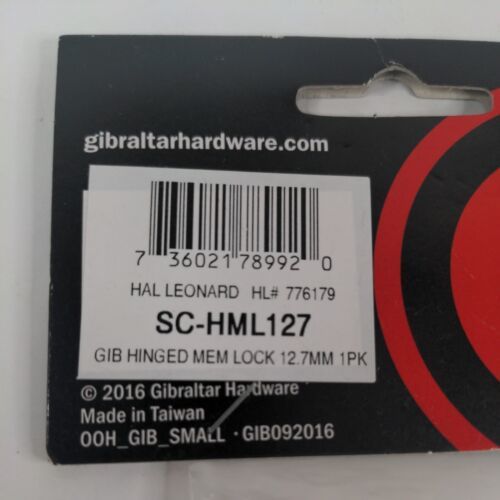 gibraltarhardware.com
7 36021 78992 0
HAL LEONARD HL# 776179
SC-HML127
GIB HINGED MEM LOCK 12.7MM 1PK
© 2016 Gibraltar Hardware
Made in Taiwan
OOH_GIB_SMALL · GIB092016